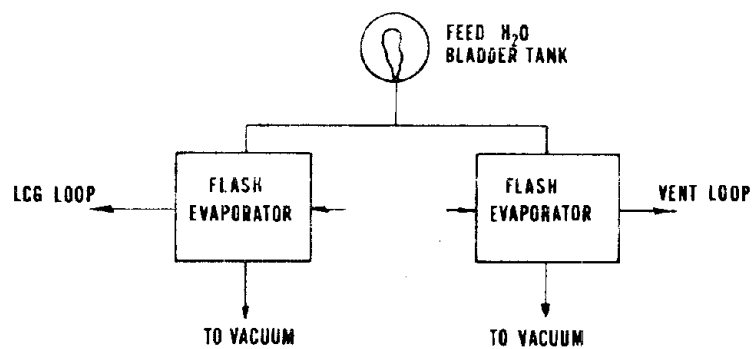 FEED H₂O
BLADDER TANK
FLASH
EVAPORATOR
FLASH
EVAPORATOR
LCG LOOP
VENT LOOP
TO VACUUM
TO VACUUM